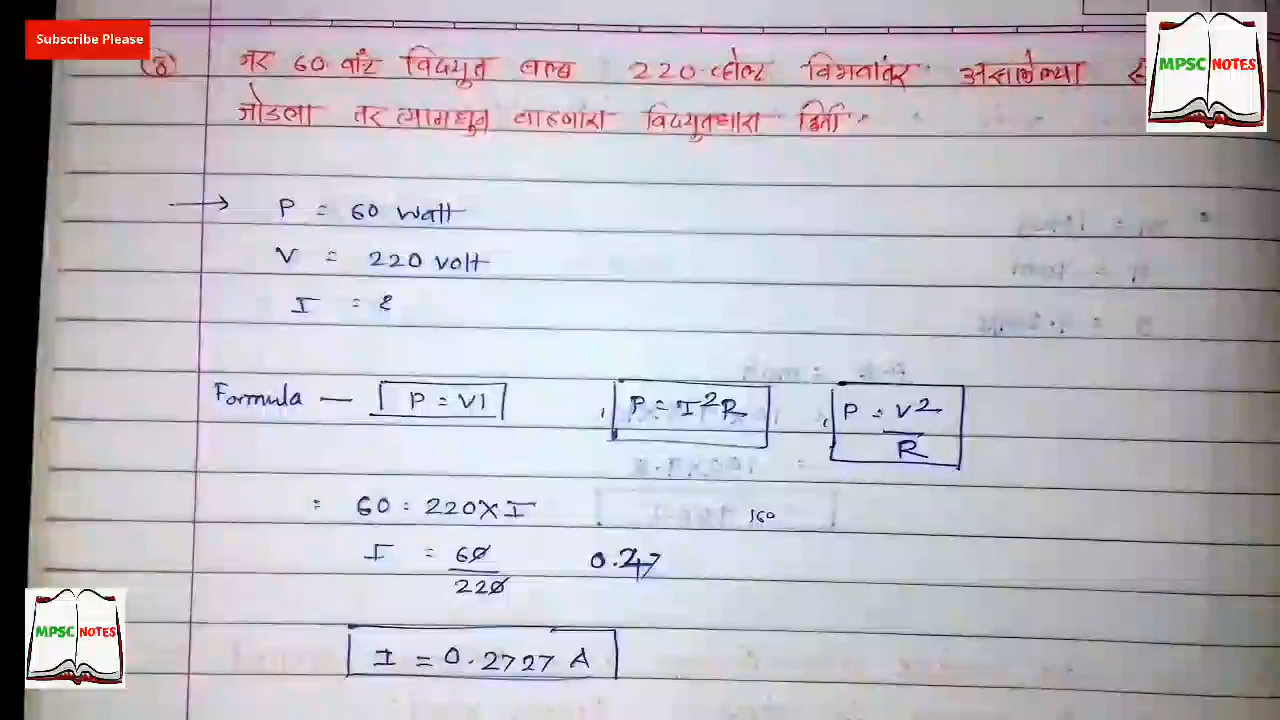 Subscribe Please
MPSC NOTES
जर 60 वॅाट विद्युत बल्ब 220 व्होल्ट विभवांतर असलेल्या
जोडला तर त्यामधून वाहणारा विद्युतधारा किती
P = 60 Watt
V = 220 volt
I = ?
Formula — P = VI , P = I²R , P = V²/R
= 60 = 220 X I
160
I = 60/220 0.27
MPSC NOTES
I = 0.2727 A